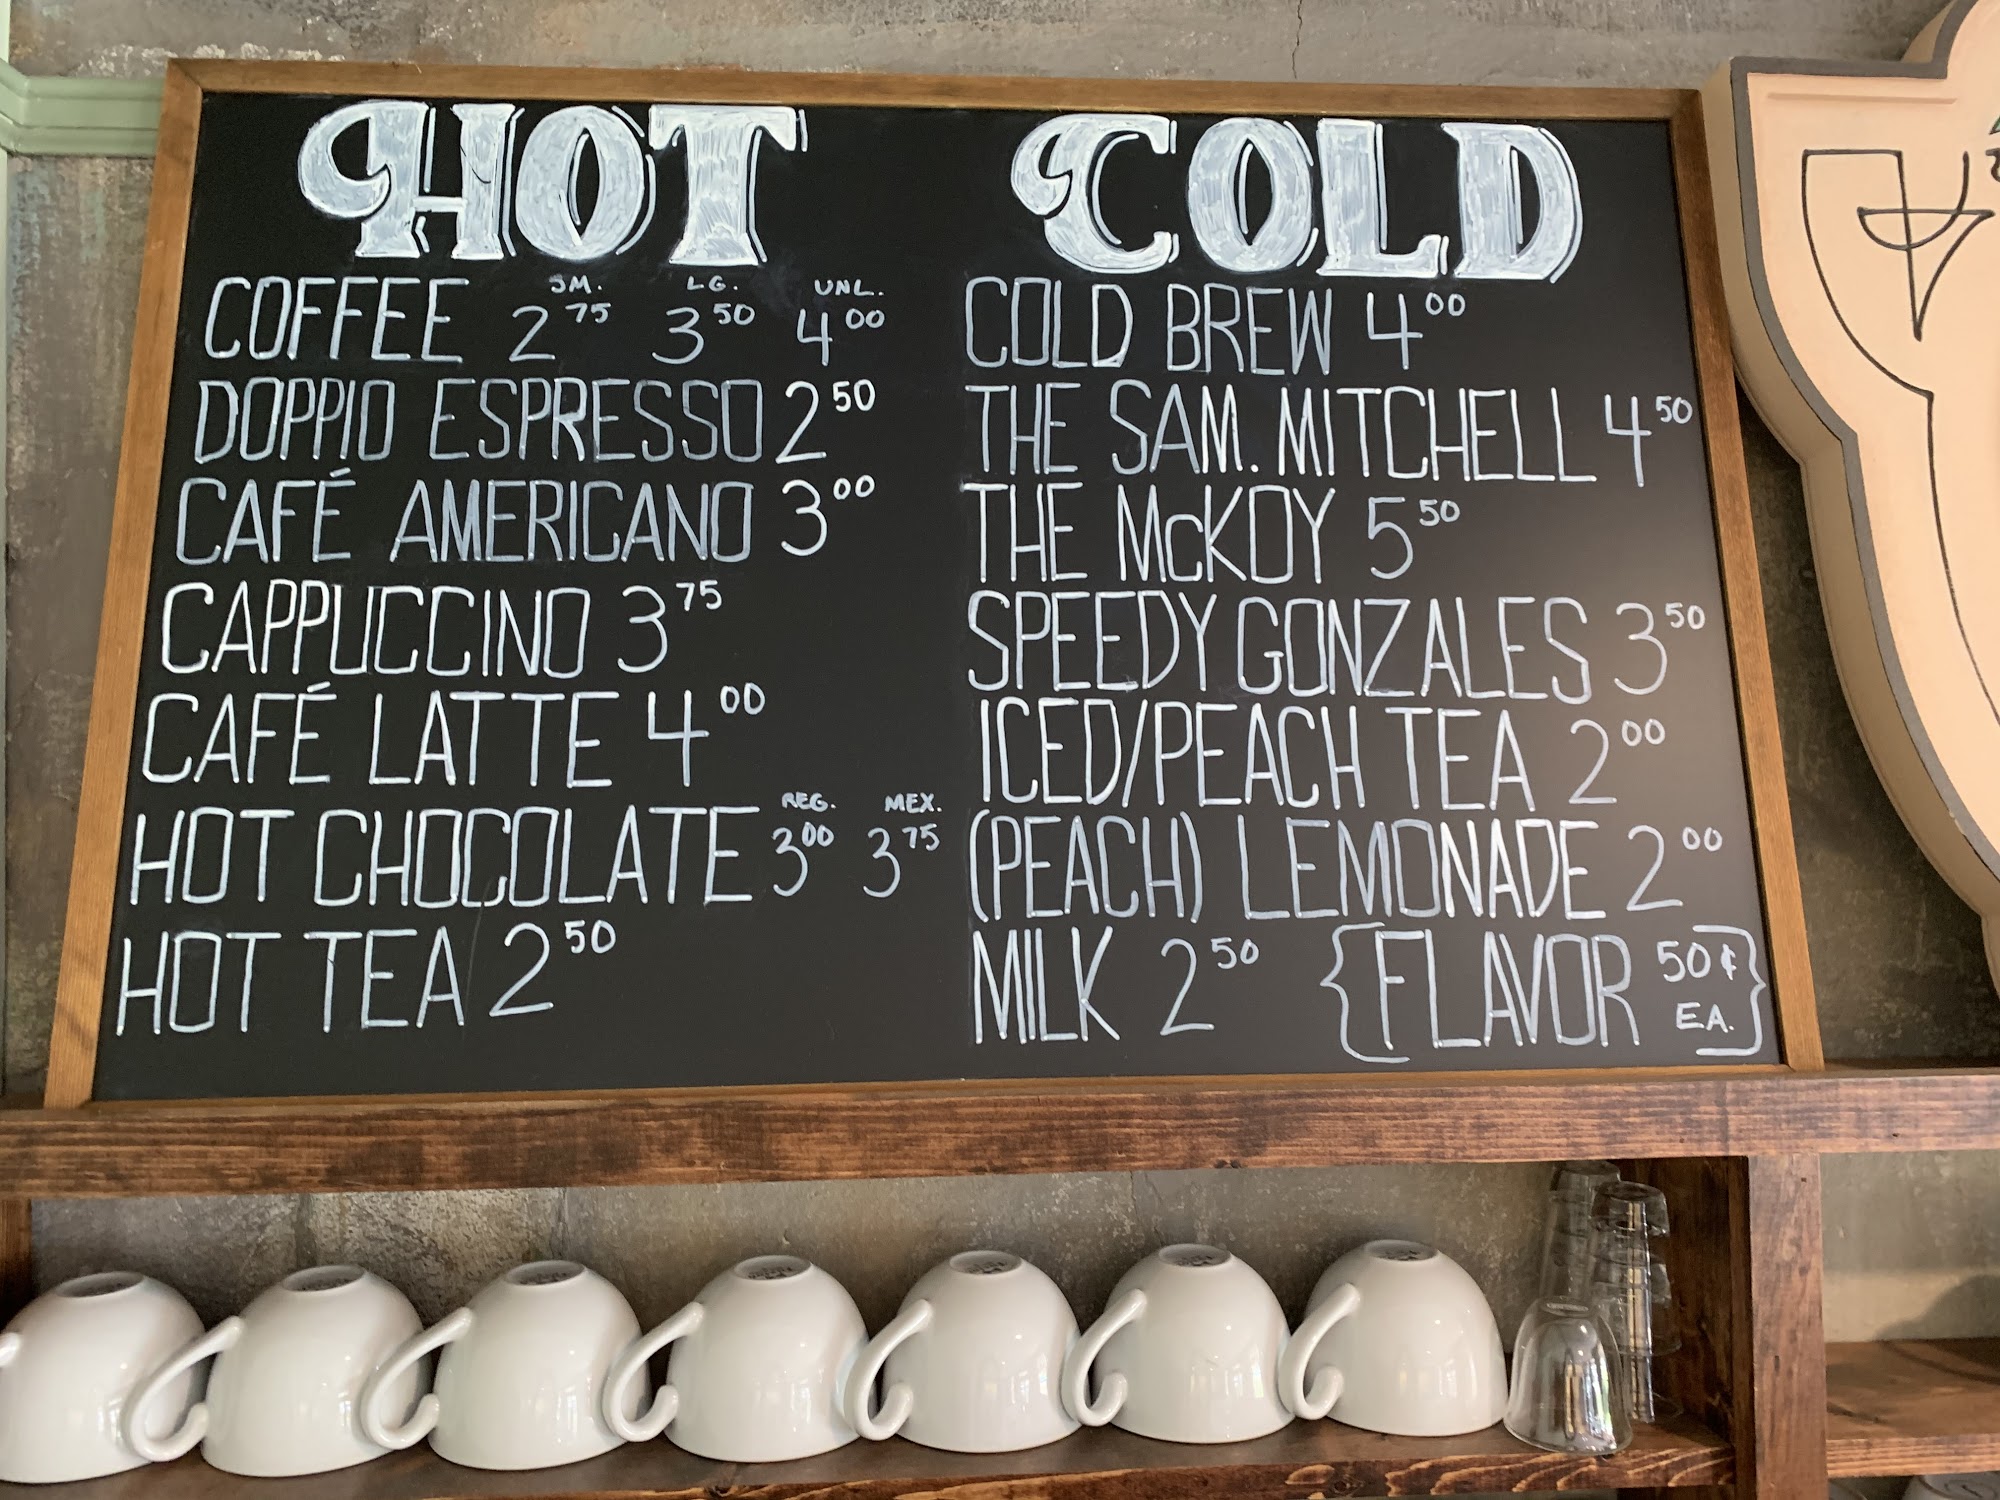 HOT
SM. LG. UNL.
COFFEE 2 75 3 50 4 00
DOPPIO ESPRESSO 2 50
CAFÉ AMERICANO 3 00
CAPPUCCINO 3 75
CAFÉ LATTE 4 00
REG. MEX.
HOT CHOCOLATE 3 00 3 75
HOT TEA 2 50
COLD
COLD BREW 4 00
THE SAM. MITCHELL 4 50
THE McKOY 5 50
SPEEDY GONZALES 3 50
ICED/PEACH TEA 2 00
(PEACH) LEMONADE 2 00
MILK 2 50 {FLAVOR 50¢ EA.}